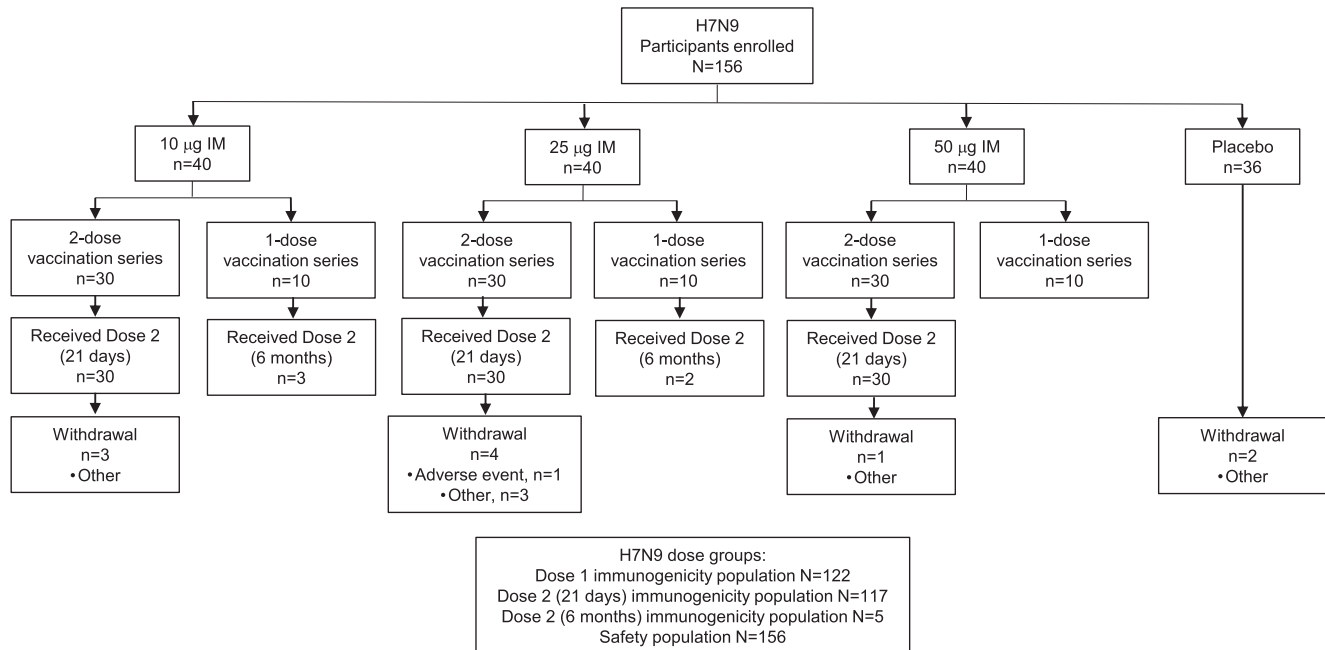 H7N9
Participants enrolled
N=156
10 µg IM
n=40
25 µg IM
n=40
50 µg IM
n=40
Placebo
n=36
2-dose
vaccination series
n=30
1-dose
vaccination series
n=10
2-dose
vaccination series
n=30
1-dose
vaccination series
n=10
2-dose
vaccination series
n=30
1-dose
vaccination series
n=10
Received Dose 2
(21 days)
n=30
Received Dose 2
(6 months)
n=3
Received Dose 2
(21 days)
n=30
Received Dose 2
(6 months)
n=2
Received Dose 2
(21 days)
n=30
Withdrawal
n=3
•Other
Withdrawal
n=4
•Adverse event, n=1
•Other, n=3
Withdrawal
n=1
•Other
Withdrawal
n=2
•Other
H7N9 dose groups:
Dose 1 immunogenicity population N=122
Dose 2 (21 days) immunogenicity population N=117
Dose 2 (6 months) immunogenicity population N=5
Safety population N=156